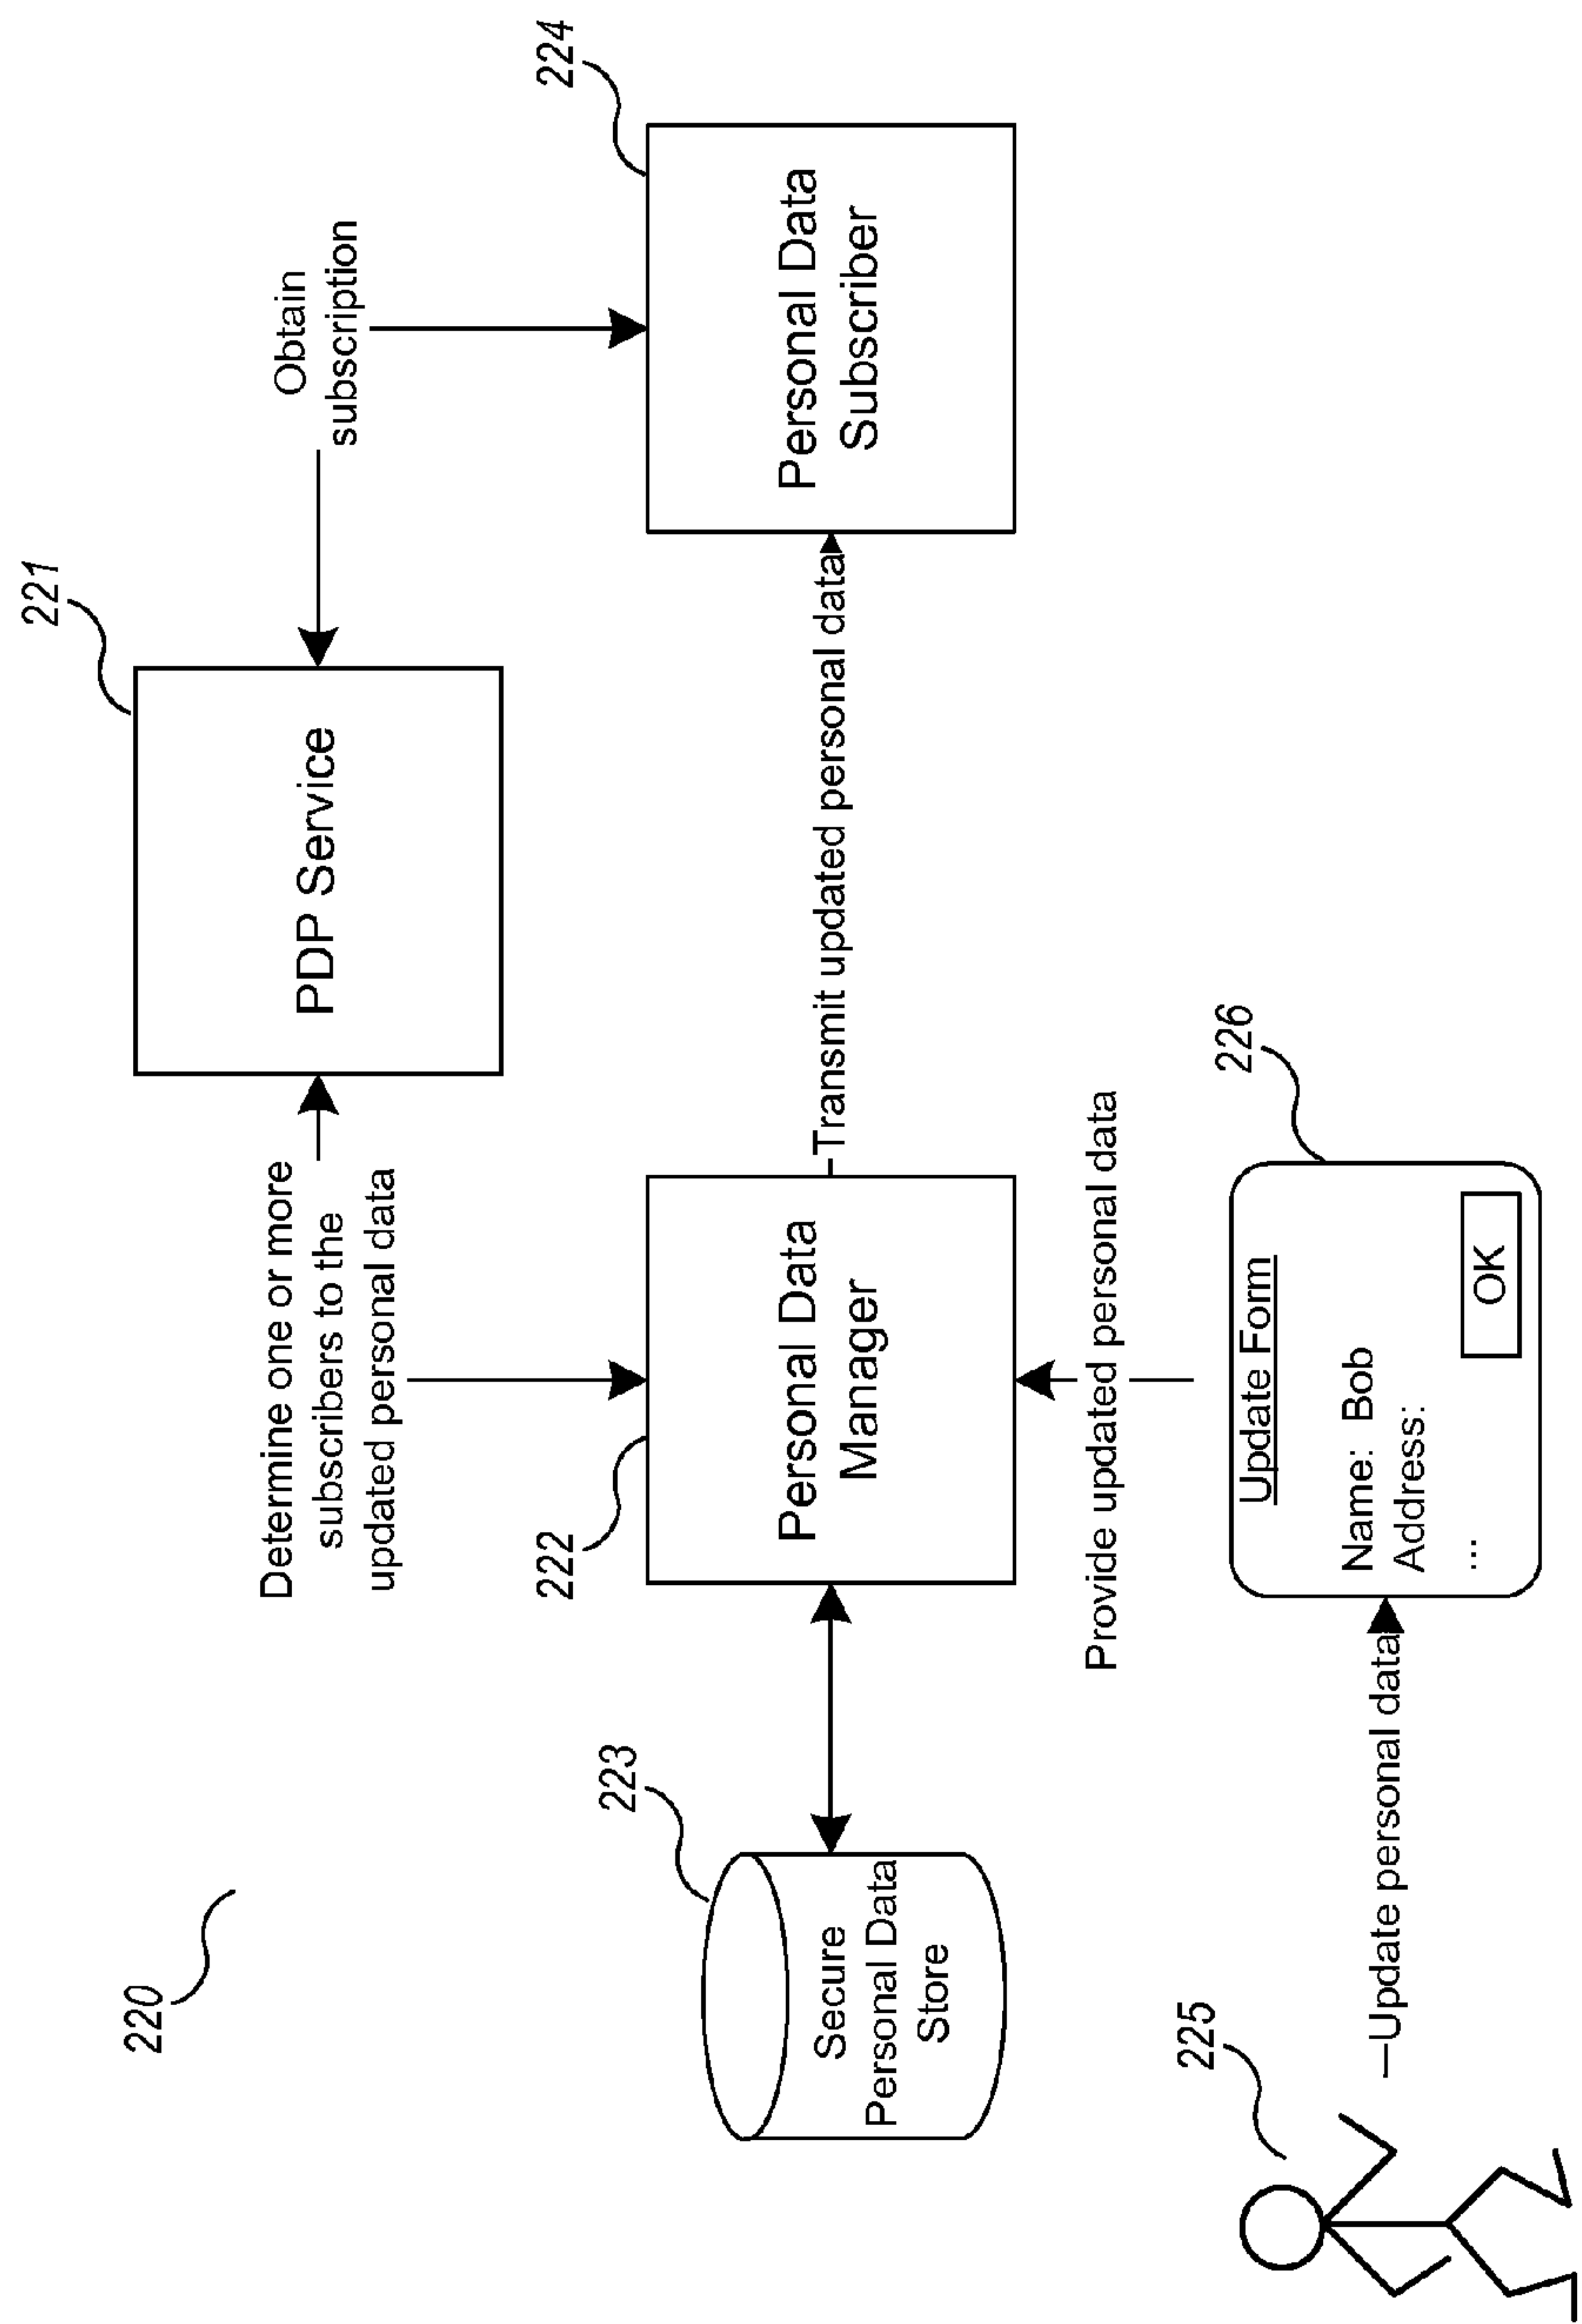 220
221
PDP Service
Obtain
subscription
224
Determine one or more
subscribers to the
updated personal data
222
Personal Data
Manager
223
Secure
Personal Data
Store
Transmit updated personal data
Personal Data
Subscriber
Provide updated personal data
225
Update personal data
226
Update Form
Name: Bob
Address:
...
OK